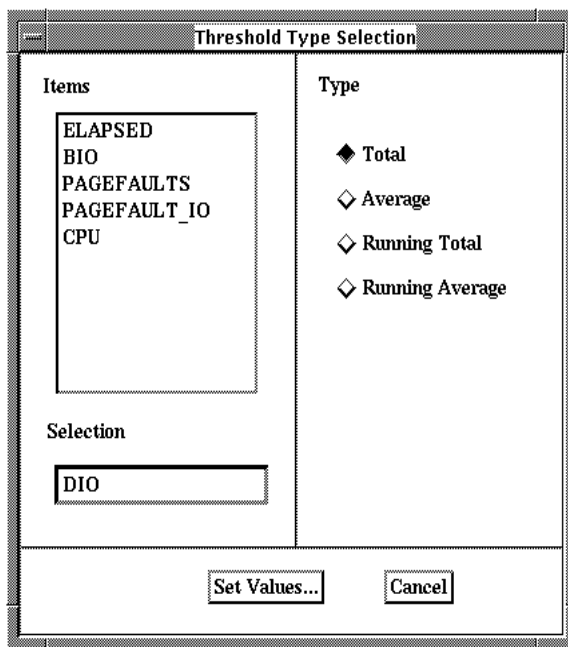 Threshold Type Selection
Items
ELAPSED
BIO
PAGEFAULTS
PAGEFAULT_IO
CPU
Selection
DIO
Type
Total
Average
Running Total
Running Average
Set Values...
Cancel